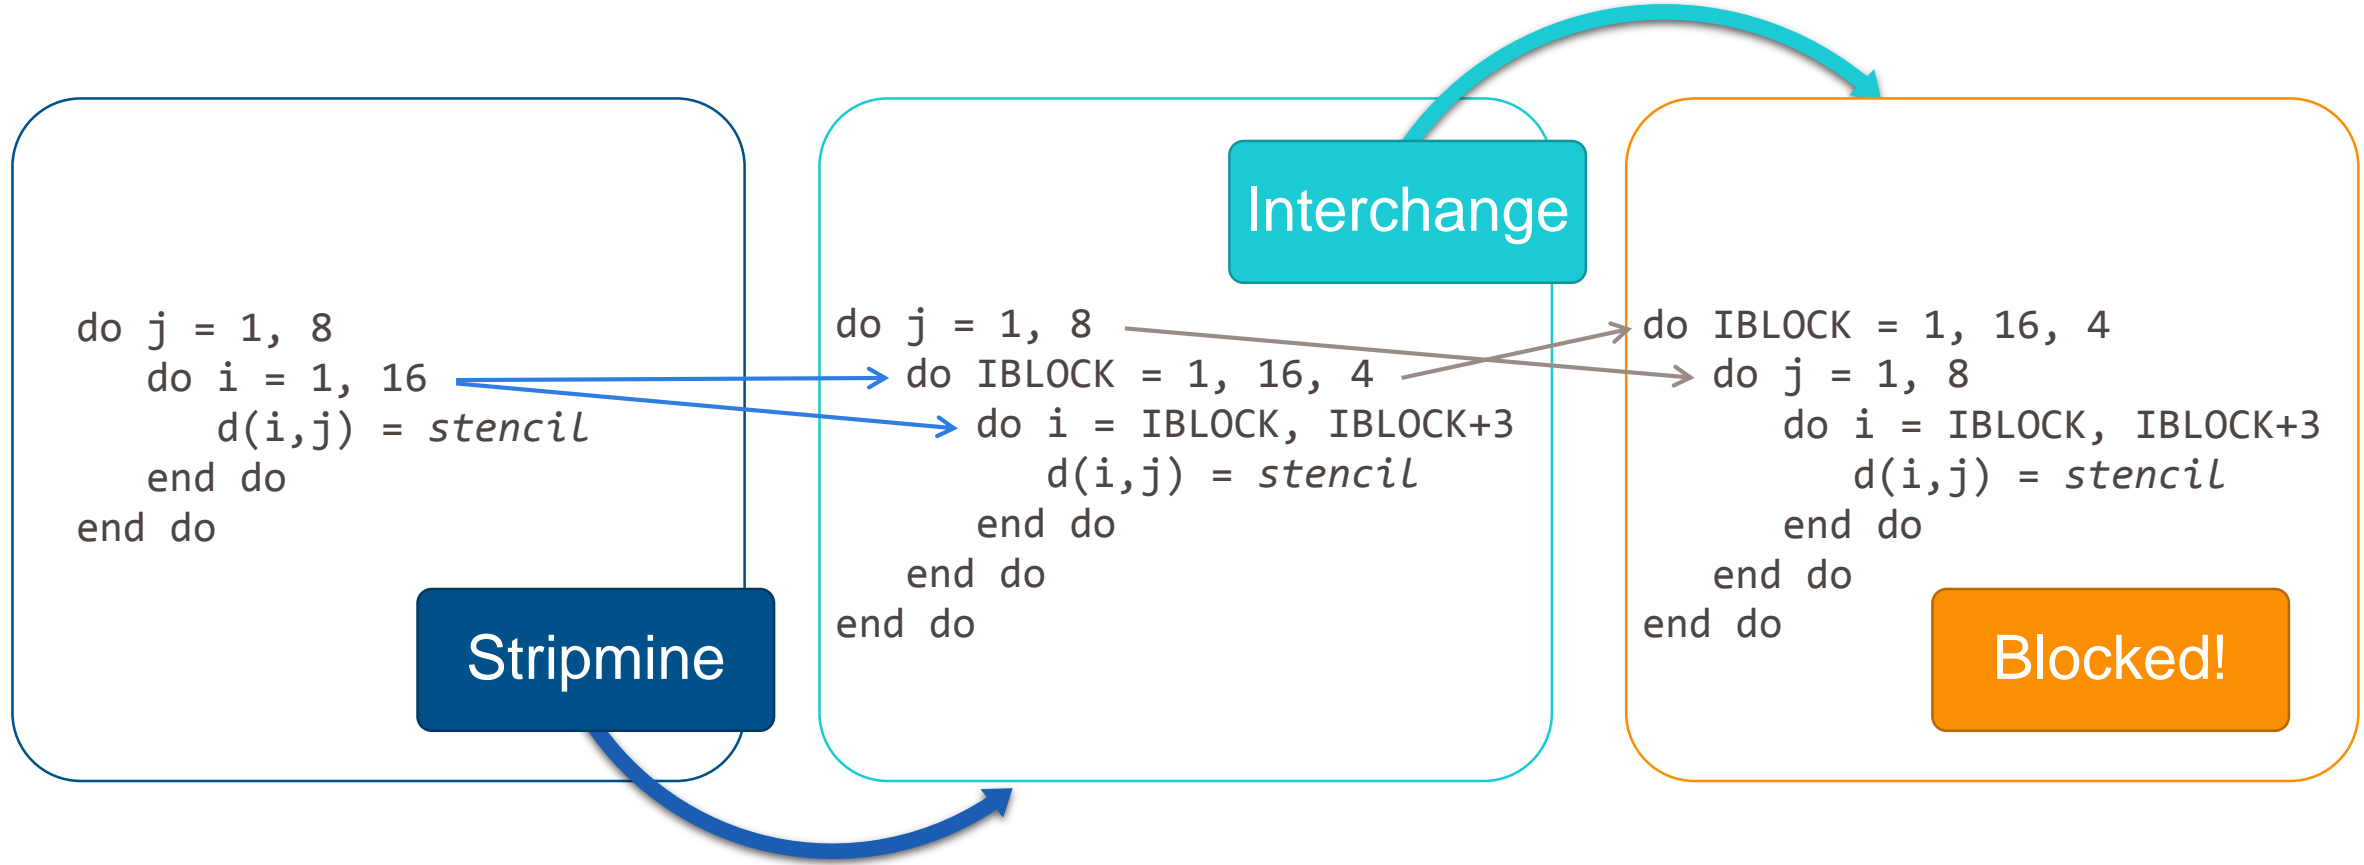 do j = 1, 8
do i = 1, 16
d(i,j) = stencil
end do
end do
Stripmine
Interchange
do j = 1, 8
do IBLOCK = 1, 16, 4
do i = IBLOCK, IBLOCK+3
d(i,j) = stencil
end do
end do
end do
do IBLOCK = 1, 16, 4
do j = 1, 8
do i = IBLOCK, IBLOCK+3
d(i,j) = stencil
end do
end do
end do
Blocked!